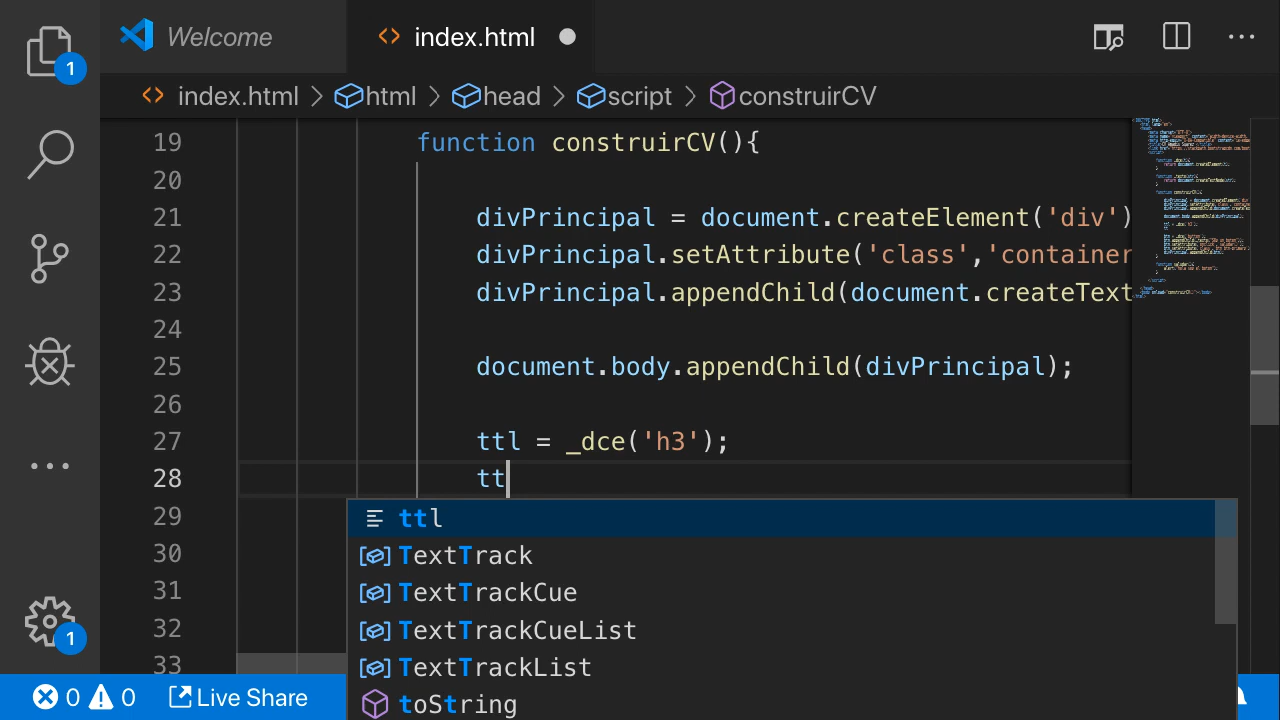 1
Welcome
index.html
index.html > html > head > script > construirCV
19 function construirCV(){
20
21 divPrincipal = document.createElement('div')
22 divPrincipal.setAttribute('class','container
23 divPrincipal.appendChild(document.createText
24
25 document.body.appendChild(divPrincipal);
26
27 ttl = _dce('h3');
28 tt
29
30
31
32
33
ttl
TextTrack
TextTrackCue
TextTrackCueList
TextTrackList
toString
1
0 0 Live Share